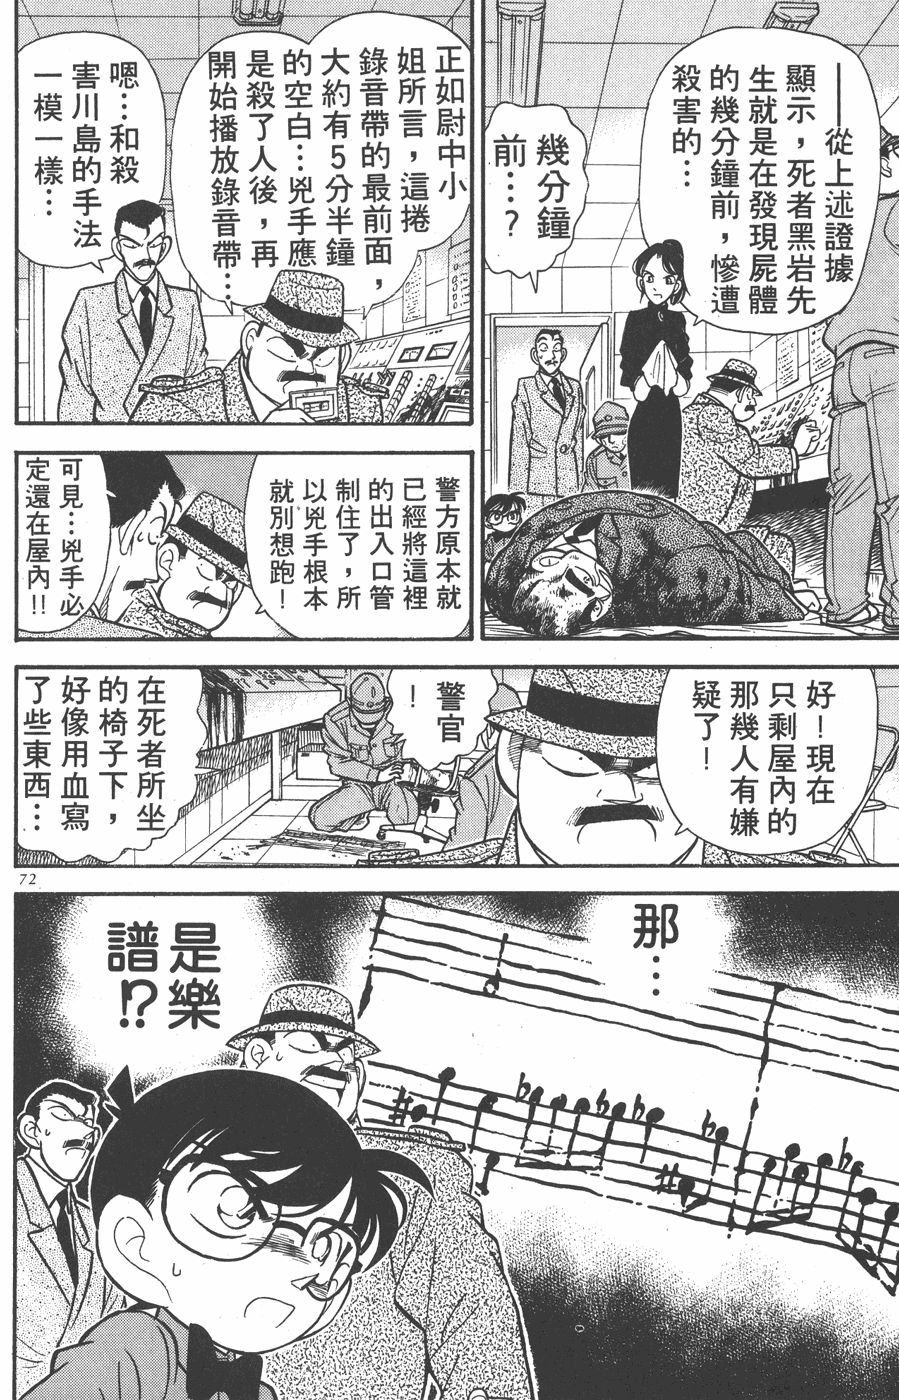 ——從上述證據
顯示，死者黑岩先
生就是在發現屍體
的幾分鐘前，慘遭
殺害的…
幾分鐘
前…？
正如尉中小
姐所言，這捲
錄音帶的最前面，
大約有5分半鐘
的空白…兇手應
是殺了人後，再
開始播放錄音帶…
嗯…和殺
害川島的手法
一模一樣…
警方原本就
已經將這裡
的出入口管
制住了，所
以兇手根本
就別想跑！
可見…兇手必
定還在屋內!!
好！現在
只剩屋內的
那幾人有嫌
疑了！
警官
！
在死者所坐
的椅子下，
好像用血寫
了些東西…
72
那…
是樂
譜!?